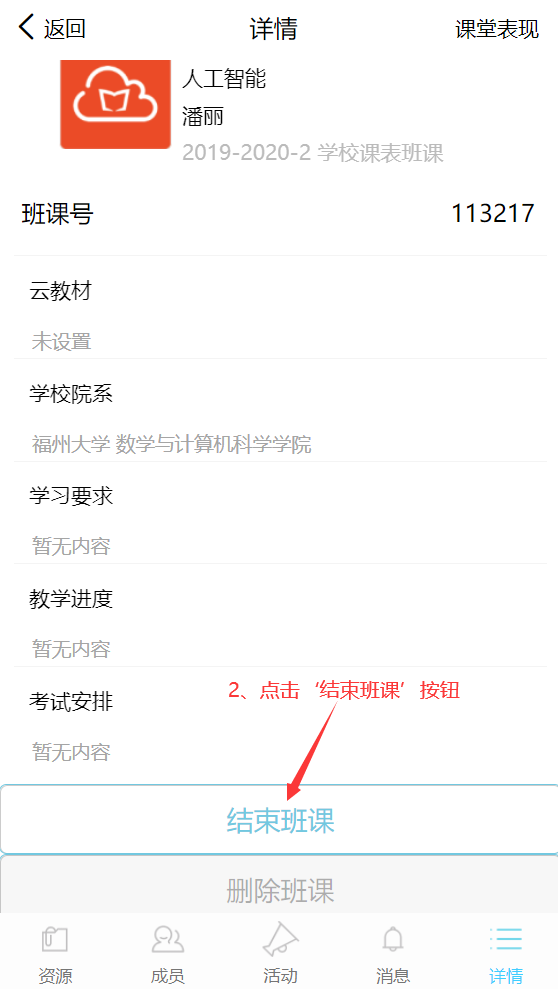 返回 详情 课堂表现
人工智能
潘丽
2019-2020-2 学校课表班课
班课号 113217
云教材
未设置
学校院系
福州大学 数学与计算机科学学院
学习要求
暂无内容
教学进度
暂无内容
考试安排
2、点击‘结束班课’按钮
暂无内容
结束班课
删除班课
资源 成员 活动 消息 详情